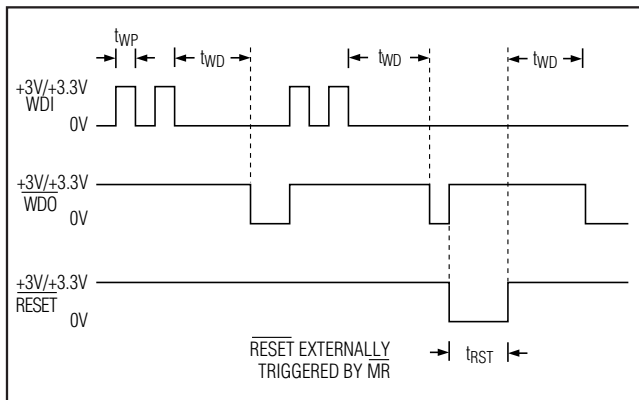 tWP
tWD
tWD
tWD
+3V/+3.3V
WDI
0V
+3V/+3.3V
WDO
0V
+3V/+3.3V
RESET
0V
RESET EXTERNALLY
TRIGGERED BY MR
tRST